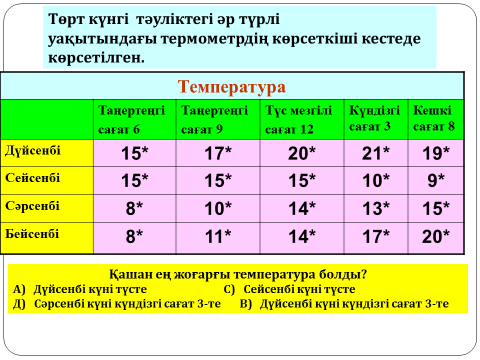 Төрт күнгі тәуліктегі әр түрлі
уақытындағы термометрдің көрсеткіші кестеде
көрсетілген.
Температура
Таңертеңгі сағат 6 Таңертеңгі сағат 9 Түс мезгілі сағат 12 Күндізгі сағат 3 Кешкі сағат 8
Дүйсенбі 15* 17* 20* 21* 19*
Сейсенбі 15* 15* 15* 10* 9*
Сәрсенбі 8* 10* 14* 13* 15*
Бейсенбі 8* 11* 14* 17* 20*
Қашан ең жоғарғы температура болды?
А) Дүйсенбі күні түсте С) Сейсенбі күні түсте
Д) Сәрсенбі күні күндізгі сағат 3-те В) Дүйсенбі күні күндізгі сағат 3-те